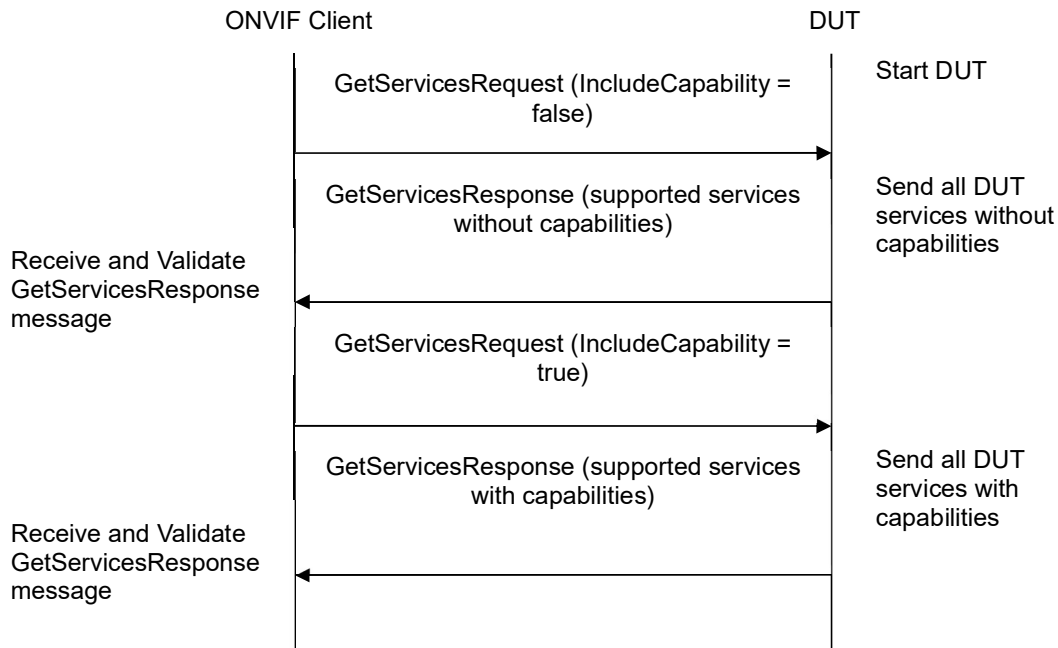 ONVIF Client
DUT
Start DUT
GetServicesRequest (IncludeCapability =
false)
GetServicesResponse (supported services
without capabilities)
Send all DUT
services without
capabilities
Receive and Validate
GetServicesResponse
message
GetServicesRequest (IncludeCapability =
true)
GetServicesResponse (supported services
with capabilities)
Send all DUT
services with
capabilities
Receive and Validate
GetServicesResponse
message